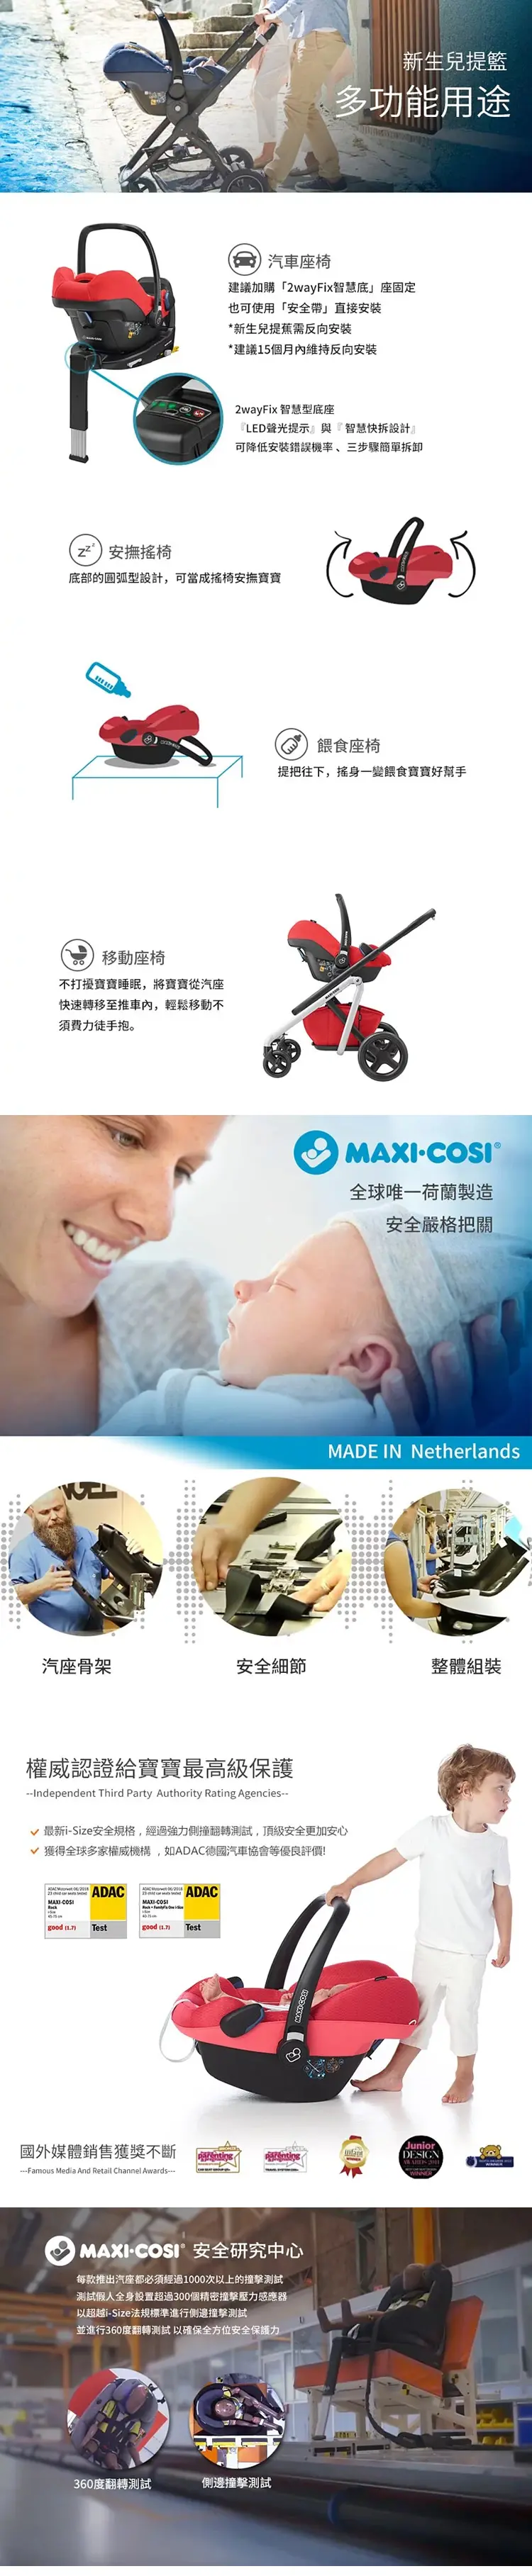 新生兒提籃
多功能用途
汽車座椅
建議加購「2wayFix智慧底」座固定
也可使用「安全帶」直接安裝
*新生兒提蕉需反向安裝
*建議15個月內維持反向安裝
2wayFix 智慧型底座
『LED聲光提示』與『 智慧快拆設計』
可降低安裝錯誤機率、三步驟簡單拆卸
zzz
安撫搖椅
底部的圓弧型設計，可當成搖椅安撫寶寶
餵食座椅
提把往下，搖身一變餵食寶寶好幫手
移動座椅
不打擾寶寶睡眠，將寶寶從汽座
快速轉移至推車內，輕鬆移動不
須費力徒手抱。
MAXI·COSI®
全球唯一荷蘭製造
安全嚴格把關
MADE IN Netherlands
汽座骨架
安全細節
整體組裝
權威認證給寶寶最高級保護
--Independent Third Party Authority Rating Agencies--
最新i-Size安全規格，經過強力側撞翻轉測試，頂級安全更加安心
獲得全球多家權威機構 ，如ADAC德國汽車協會等優良評價!
ADAC
MAXI-COSI
Rock
good (1.7)
Test
ADAC
MAXI-COSI
good (1.7)
Test
MAXI-COSI
國外媒體銷售獲獎不斷
---Famous Media And Retail Channel Awards---
parenting
parenting
Junior
DESIGN
AWARDS
WINNER
MAXI·COSI® 安全研究中心
每款推出汽座都必須經過1000次以上的撞擊測試
測試假人全身設置超過300個精密撞擊壓力感應器
以超越i-Size法規標準進行側邊撞擊測試
並進行360度翻轉測試 以確保全方位安全保護力
360度翻轉測試
側邊撞擊測試